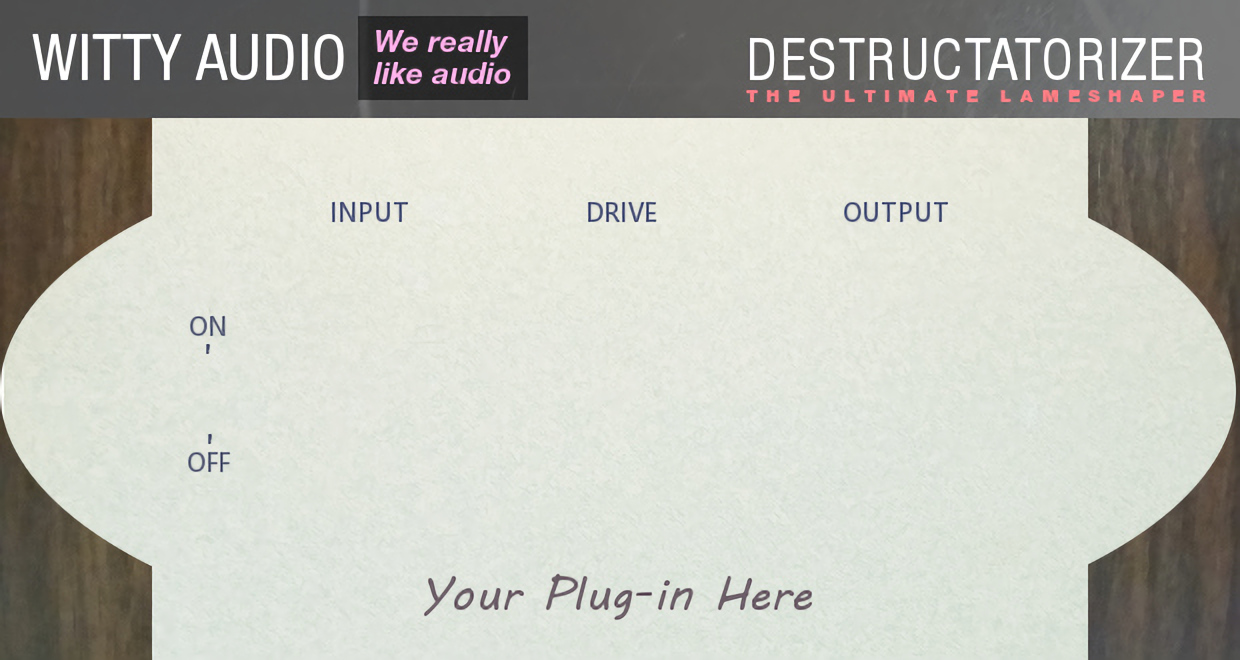 WITTY AUDIO
We really
like audio
DESTRUCTATORIZER
THE ULTIMATE LAMESHAPER
INPUT DRIVE OUTPUT
ON
OFF
Your Plug-in Here